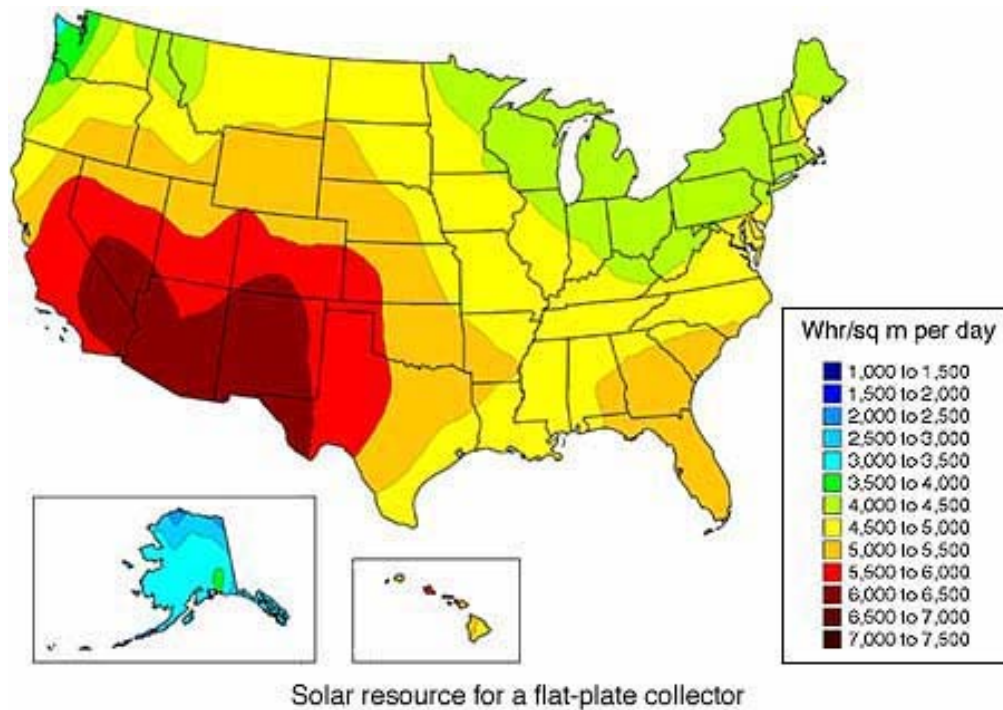 Whr/sq m per day
1,000 to 1,500
1,500 to 2,000
2,000 to 2,500
2,500 to 3,000
3,000 to 3,500
3,500 to 4,000
4,000 to 4,500
4,500 to 5,000
5,000 to 5,500
5,500 to 6,000
6,000 to 6,500
6,500 to 7,000
7,000 to 7,500
Solar resource for a flat-plate collector